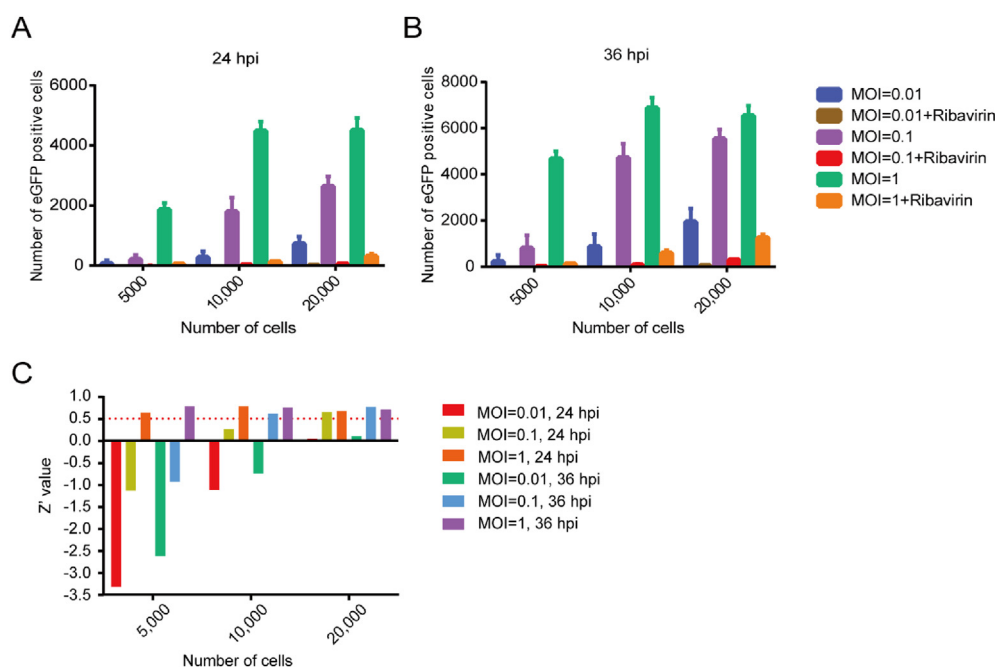 A
24 hpi
Number of eGFP positive cells
6000
4000
2000
0
5000
10,000
20,000
Number of cells
B
36 hpi
Number of eGFP positive cells
8000
6000
4000
2000
0
5000
10,000
20,000
Number of cells
MOI=0.01
MOI=0.01+Ribavirin
MOI=0.1
MOI=0.1+Ribavirin
MOI=1
MOI=1+Ribavirin
C
Z' value
1.0
0.5
0.0
-0.5
-1.0
-1.5
-2.0
-2.5
-3.0
-3.5
5,000
10,000
20,000
Number of cells
MOI=0.01, 24 hpi
MOI=0.1, 24 hpi
MOI=1, 24 hpi
MOI=0.01, 36 hpi
MOI=0.1, 36 hpi
MOI=1, 36 hpi